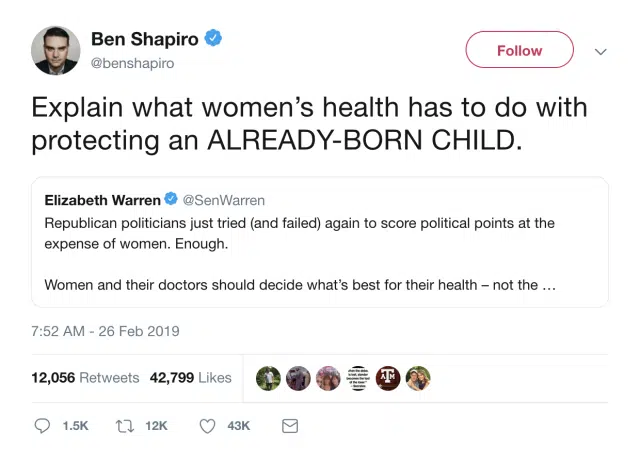 Ben Shapiro
@benshapiro
Follow
Explain what women’s health has to do with
protecting an ALREADY-BORN CHILD.
Elizabeth Warren @SenWarren
Republican politicians just tried (and failed) again to score political points at the
expense of women. Enough.
Women and their doctors should decide what’s best for their health – not the …
7:52 AM - 26 Feb 2019
12,056 Retweets 42,799 Likes
A
T
M
1.5K 12K 43K